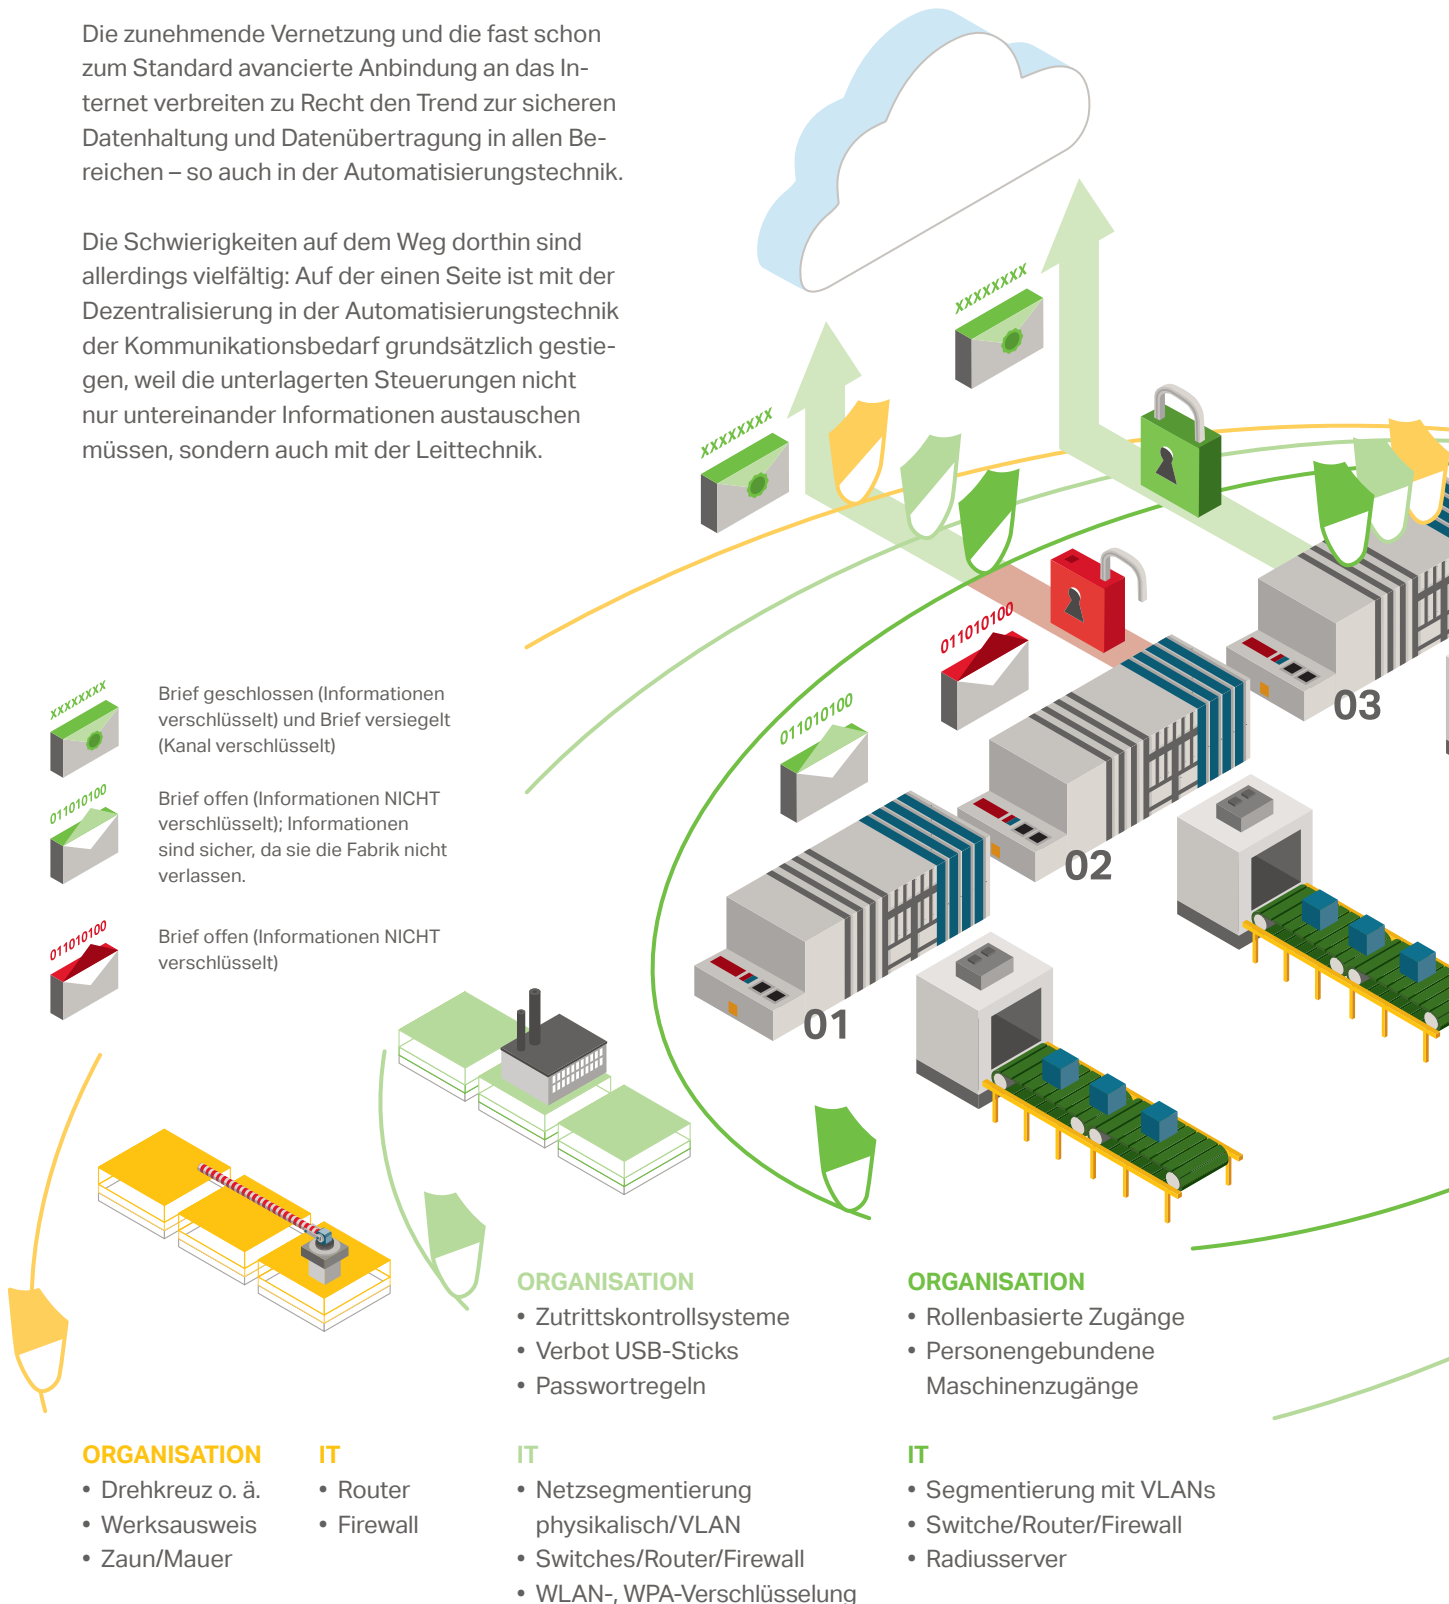 Die zunehmende Vernetzung und die fast schon
zum Standard avancierte Anbindung an das In-
ternet verbreiten zu Recht den Trend zur sicheren
Datenhaltung und Datenübertragung in allen Be-
reichen – so auch in der Automatisierungstechnik.
Die Schwierigkeiten auf dem Weg dorthin sind
allerdings vielfältig: Auf der einen Seite ist mit der
Dezentralisierung in der Automatisierungstechnik
der Kommunikationsbedarf grundsätzlich gestie-
gen, weil die unterlagerten Steuerungen nicht
nur untereinander Informationen austauschen
müssen, sondern auch mit der Leittechnik.
XXXXXXXX
XXXXXXXX
011010100
011010100
03
02
01
XXXXXXXX
Brief geschlossen (Informationen
verschlüsselt) und Brief versiegelt
(Kanal verschlüsselt)
011010100
Brief offen (Informationen NICHT
verschlüsselt); Informationen
sind sicher, da sie die Fabrik nicht
verlassen.
011010100
Brief offen (Informationen NICHT
verschlüsselt)
ORGANISATION
• Drehkreuz o. ä.
• Werksausweis
• Zaun/Mauer
IT
• Router
• Firewall
ORGANISATION
• Zutrittskontrollsysteme
• Verbot USB-Sticks
• Passwortregeln
IT
• Netzsegmentierung
physikalisch/VLAN
• Switches/Router/Firewall
• WLAN-, WPA-Verschlüsselung
ORGANISATION
• Rollenbasierte Zugänge
• Personengebundene
Maschinenzugänge
IT
• Segmentierung mit VLANs
• Switche/Router/Firewall
• Radiusserver